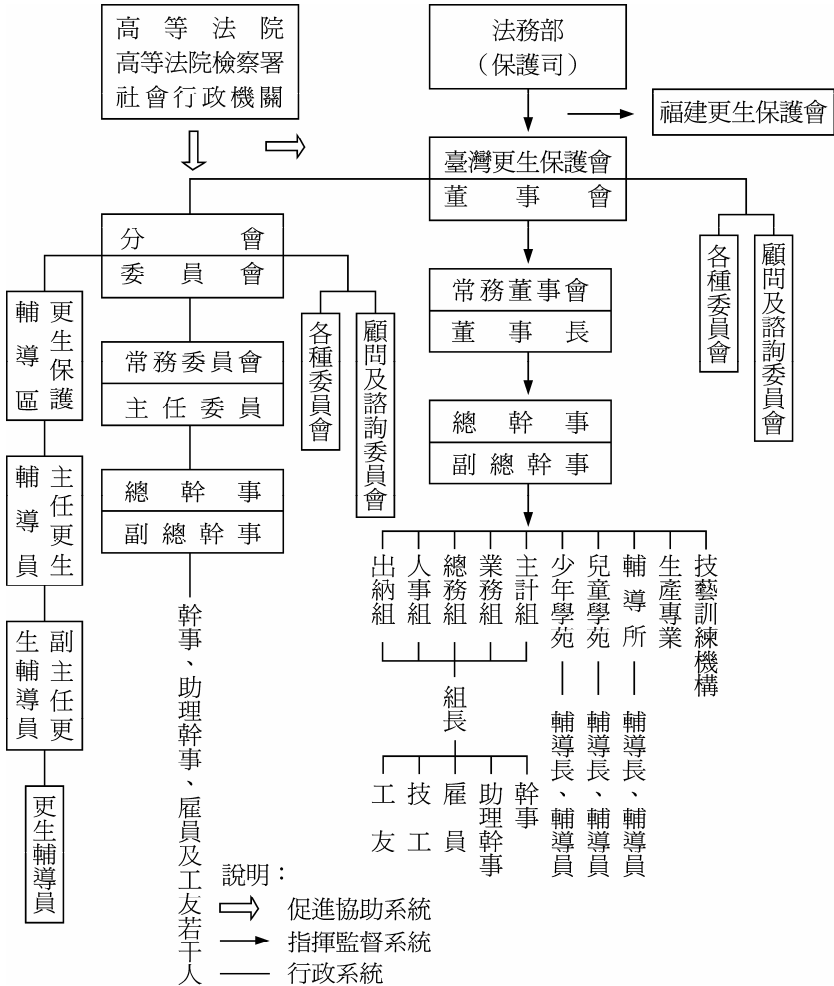 高等法院
高等法院檢察署
社會行政機關
法務部
（保護司）
福建更生保護會
臺灣更生保護會
董事會
分會
委員會
各種委員會
顧問及諮詢委員會
常務董事會
董事長
更生保護
輔導區
常務委員會
主任委員
各種委員會
顧問及諮詢委員會
總幹事
副總幹事
主任更生
輔導員
總幹事
副總幹事
出納組
人事組
總務組
業務組
主計組
少年學苑
兒童學苑
輔導所
生產專業
技藝訓練機構
副主任更
生輔導員
幹事、助理幹事、雇員及工友若干人
組長
輔導長、輔導員
輔導長、輔導員
輔導長、輔導員
工友
技工
雇員
助理幹事
幹事
更生輔導員
說明：
促進協助系統
指揮監督系統
行政系統